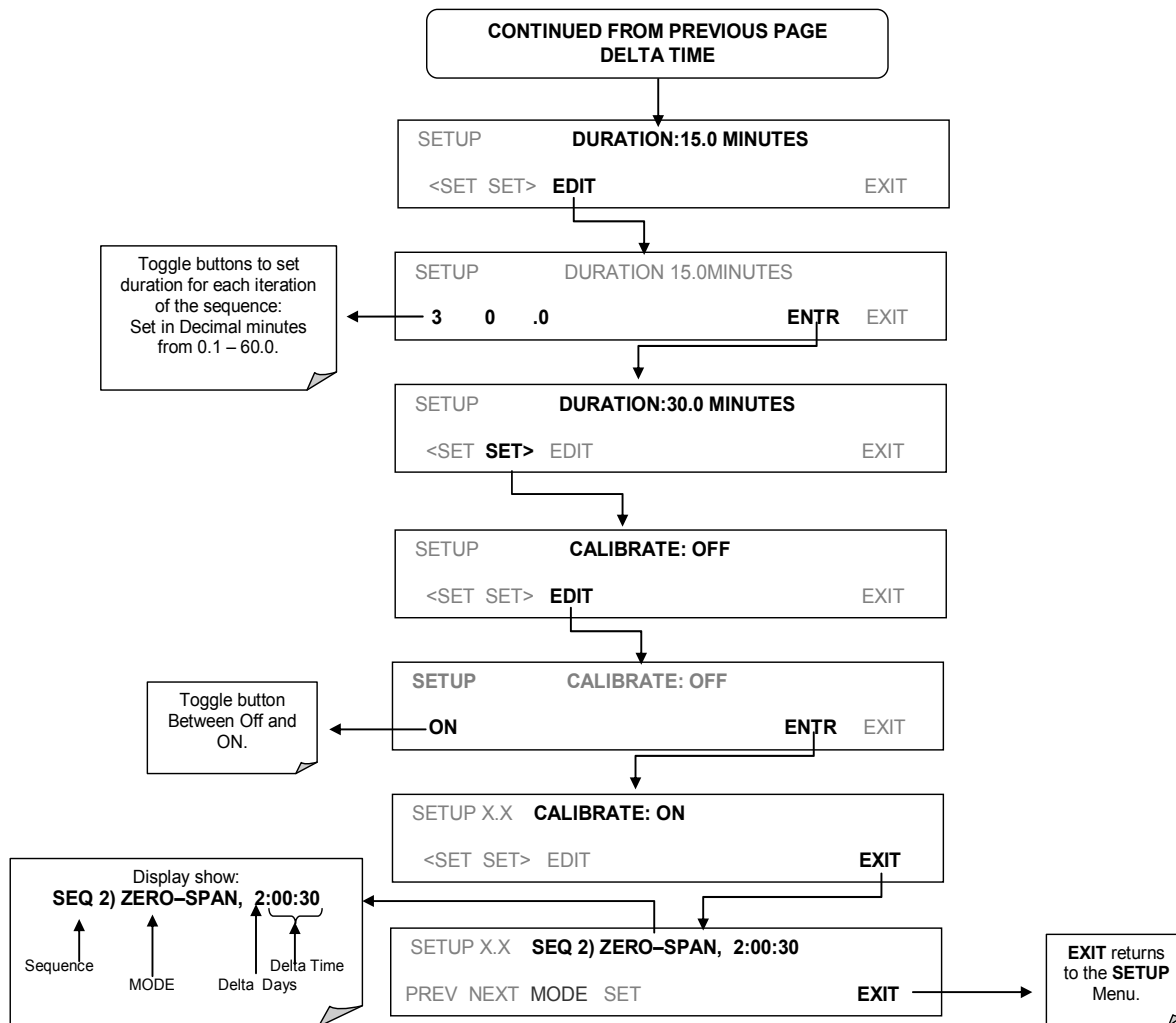 CONTINUED FROM PREVIOUS PAGE
DELTA TIME
SETUP DURATION:15.0 MINUTES
<SET SET> EDIT EXIT
Toggle buttons to set
duration for each iteration
of the sequence:
Set in Decimal minutes
from 0.1 – 60.0.
SETUP DURATION 15.0MINUTES
3 0 .0 ENTR EXIT
SETUP DURATION:30.0 MINUTES
<SET SET> EDIT EXIT
SETUP CALIBRATE: OFF
<SET SET> EDIT EXIT
Toggle button
Between Off and
ON.
SETUP CALIBRATE: OFF
ON ENTR EXIT
SETUP X.X CALIBRATE: ON
<SET SET> EDIT EXIT
Display show:
SEQ 2) ZERO–SPAN, 2:00:30
Sequence
MODE
Delta Days
Delta Time
SETUP X.X SEQ 2) ZERO–SPAN, 2:00:30
PREV NEXT MODE SET EXIT
EXIT returns
to the SETUP
Menu.